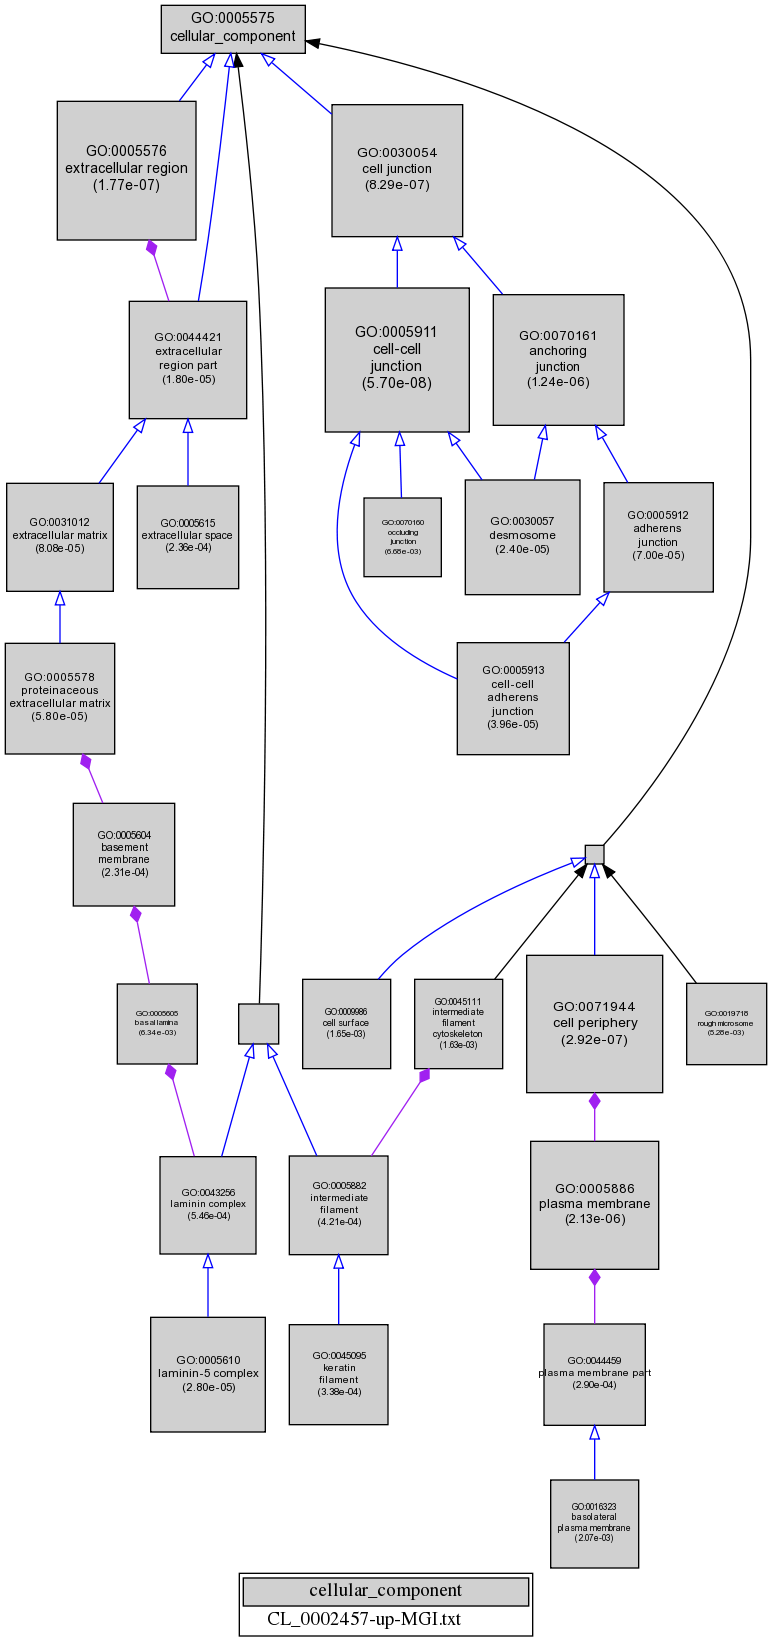 GO:0005575
cellular_component
GO:0005576
extracellular region
(1.77e-07)
GO:0030054
cell junction
(8.29e-07)
GO:0044421
extracellular
region part
(1.80e-05)
GO:0005911
cell-cell
junction
(5.70e-08)
GO:0070161
anchoring
junction
(1.24e-06)
GO:0031012
extracellular matrix
(8.08e-05)
GO:0005615
extracellular space
(2.36e-04)
GO:0070160
occluding
junction
(6.68e-03)
GO:0030057
desmosome
(2.40e-05)
GO:0005912
adherens
junction
(7.00e-05)
GO:0005578
proteinaceous
extracellular matrix
(5.80e-05)
GO:0005913
cell-cell
adherens
junction
(3.96e-05)
GO:0005604
basement
membrane
(2.31e-04)
GO:0005605
basal lamina
(6.34e-03)
GO:0009986
cell surface
(1.65e-03)
GO:0045111
intermediate
filament
cytoskeleton
(1.63e-03)
GO:0071944
cell periphery
(2.92e-07)
GO:0019718
rough microsome
(5.28e-03)
GO:0043256
laminin complex
(5.46e-04)
GO:0005882
intermediate
filament
(4.21e-04)
GO:0005886
plasma membrane
(2.13e-06)
GO:0005610
laminin-5 complex
(2.80e-05)
GO:0045095
keratin
filament
(3.38e-04)
GO:0044459
plasma membrane part
(2.90e-04)
GO:0016323
basolateral
plasma membrane
(2.07e-03)
cellular_component
CL_0002457-up-MGI.txt